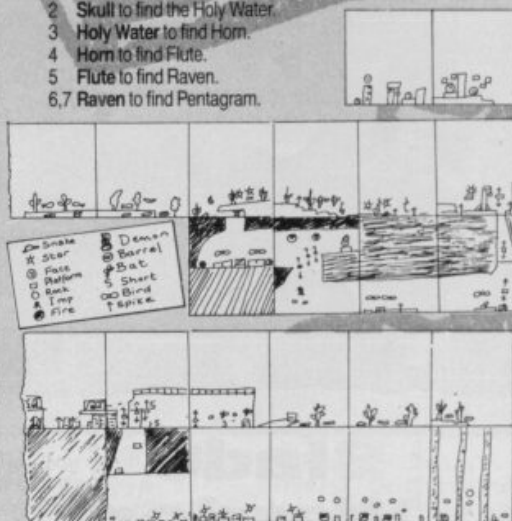 2 Skull to find the Holy Water.
3 Holy Water to find Horn.
4 Horn to find Flute.
5 Flute to find Raven.
6,7 Raven to find Pentagram.
Snake
Star
Face
Platform
Rock
Imp
Fire
Demon
Barrel
Bat
Short
Bird
Spike